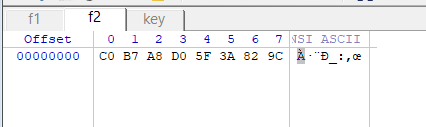 f1 f2 key
Offset 0 1 2 3 4 5 6 7 NSI ASCII
00000000 C0 B7 A8 D0 5F 3A 82 9C À·¨Ð_:‚œ